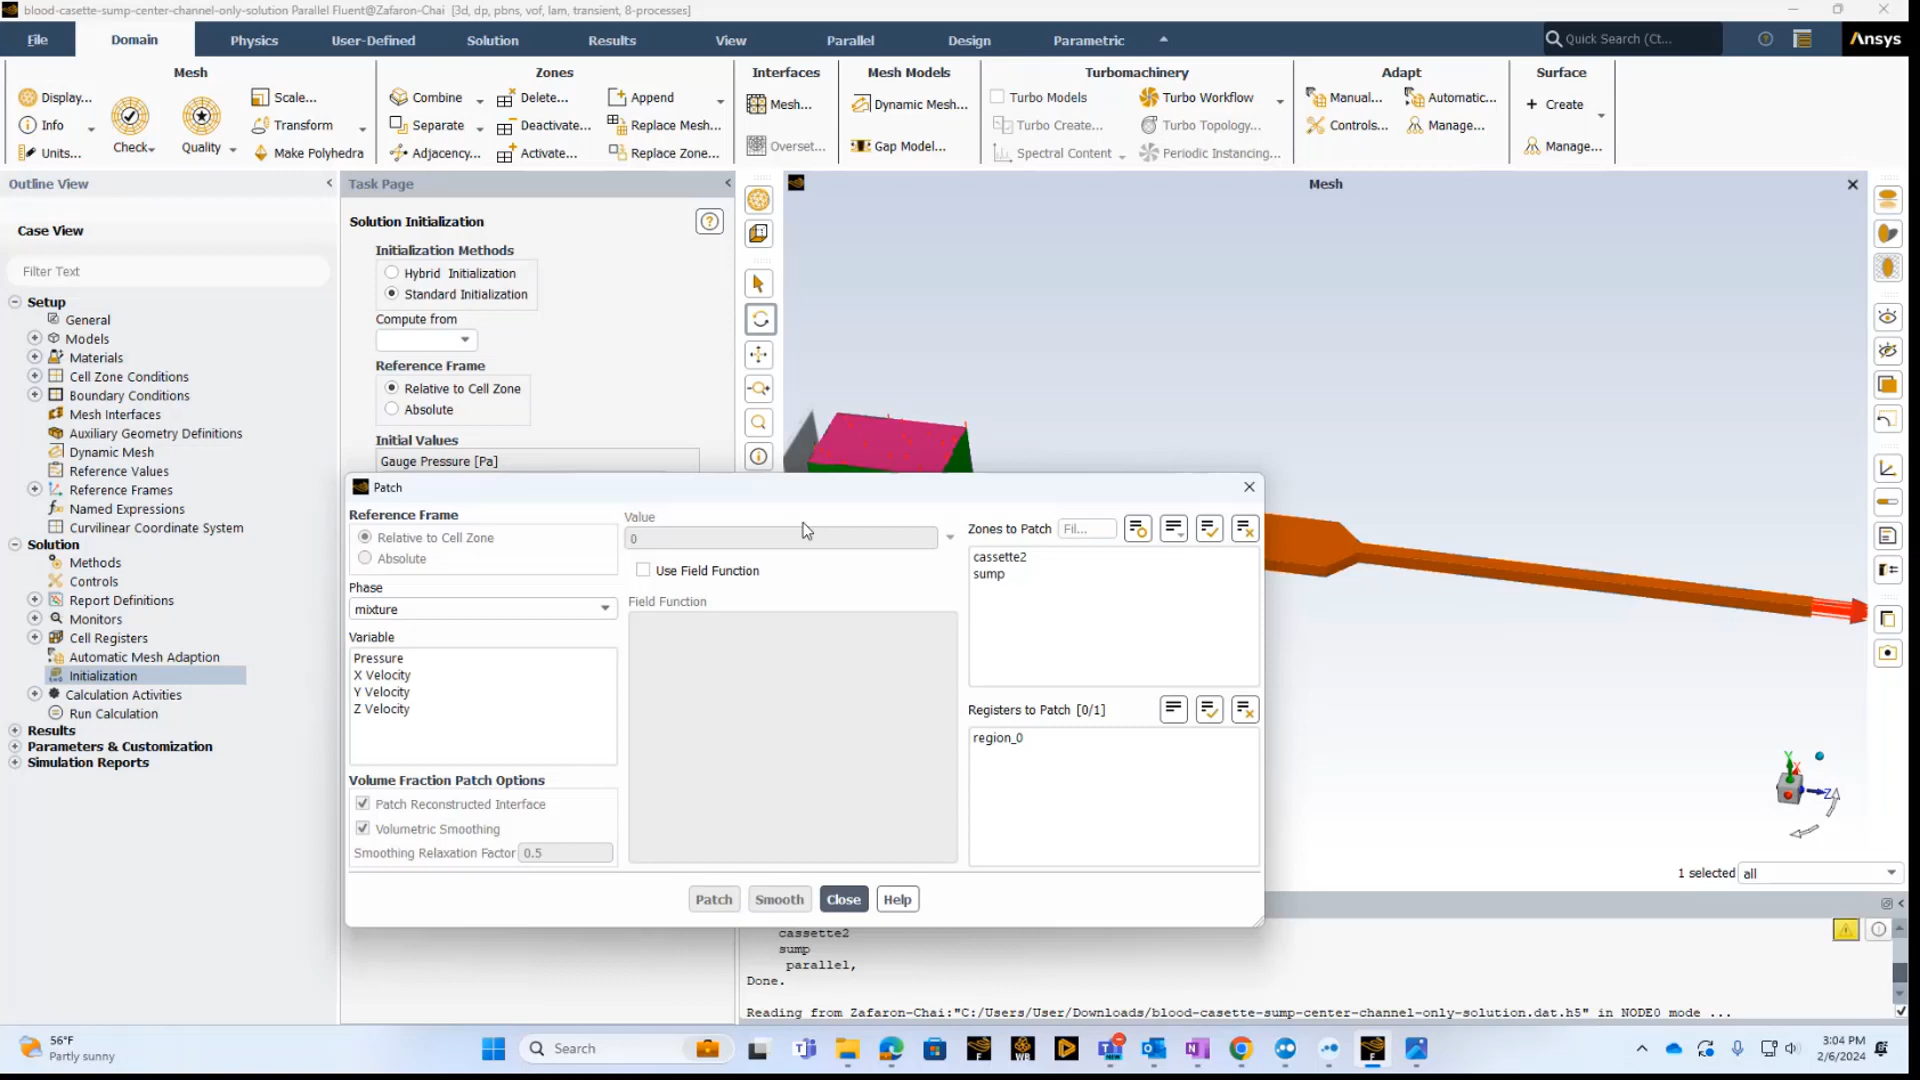 blood-casette-sump-center-channel-only-solution Parallel Fluent@Zafaron-Chai [3d, dp, pbns, vof, lam, transient, 8-processes]
File Domain Physics User-Defined Solution Results View Parallel Design Parametric Quick Search (Ct... Ansys
Mesh
Display...
Info
Units...
Check
Quality
Scale...
Transform
Make Polyhedra
Zones
Combine
Separate
Adjacency...
Delete...
Deactivate...
Activate...
Append
Replace Mesh...
Replace Zone...
Interfaces
Mesh...
Overset...
Mesh Models
Dynamic Mesh...
Gap Model...
Turbomachinery
Turbo Models
Turbo Create...
Spectral Content
Turbo Workflow
Turbo Topology...
Periodic Instancing...
Adapt
Manual...
Controls...
Automatic...
Manage...
Surface
Create
Manage...
Outline View
Case View
Filter Text
Setup
General
Models
Materials
Cell Zone Conditions
Boundary Conditions
Mesh Interfaces
Auxiliary Geometry Definitions
Dynamic Mesh
Reference Values
Reference Frames
Named Expressions
Curvilinear Coordinate System
Solution
Methods
Controls
Report Definitions
Monitors
Cell Registers
Automatic Mesh Adaption
Initialization
Calculation Activities
Run Calculation
Results
Parameters & Customization
Simulation Reports
Task Page
Solution Initialization
Initialization Methods
Hybrid Initialization
Standard Initialization
Compute from
Reference Frame
Relative to Cell Zone
Absolute
Initial Values
Gauge Pressure [Pa]
Mesh
Patch
Reference Frame
Relative to Cell Zone
Absolute
Phase
mixture
Variable
Pressure
X Velocity
Y Velocity
Z Velocity
Volume Fraction Patch Options
Patch Reconstructed Interface
Volumetric Smoothing
Smoothing Relaxation Factor 0.5
Value
0
Use Field Function
Field Function
Zones to Patch Fil...
cassette2
sump
Registers to Patch [0/1]
region_0
Patch Smooth Close Help
Y
X
Z
1 selected all
cassette2
sump
parallel,
Done.
Reading from Zafaron-Chai:"C:/Users/User/Downloads/blood-casette-sump-center-channel-only-solution.dat.h5" in NODE0 mode ...
56°F
Partly sunny
Search
3:04 PM
2/6/2024